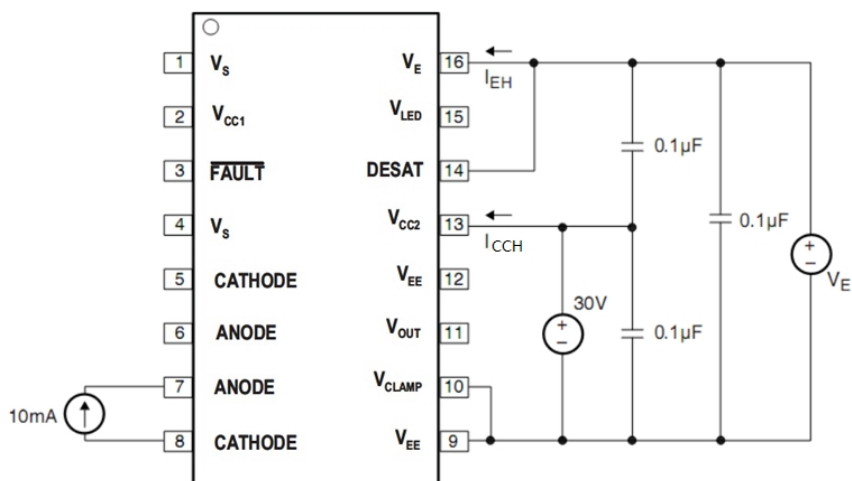 1 V_S V_E 16 I_EH
2 V_CC1 V_LED 15
3 FAULT DESAT 14 0.1µF
4 V_S V_CC2 13 I_CCH 0.1µF
5 CATHODE V_EE 12 V_E
6 ANODE V_OUT 11 30V 0.1µF
7 ANODE V_CLAMP 10
10mA
8 CATHODE V_EE 9